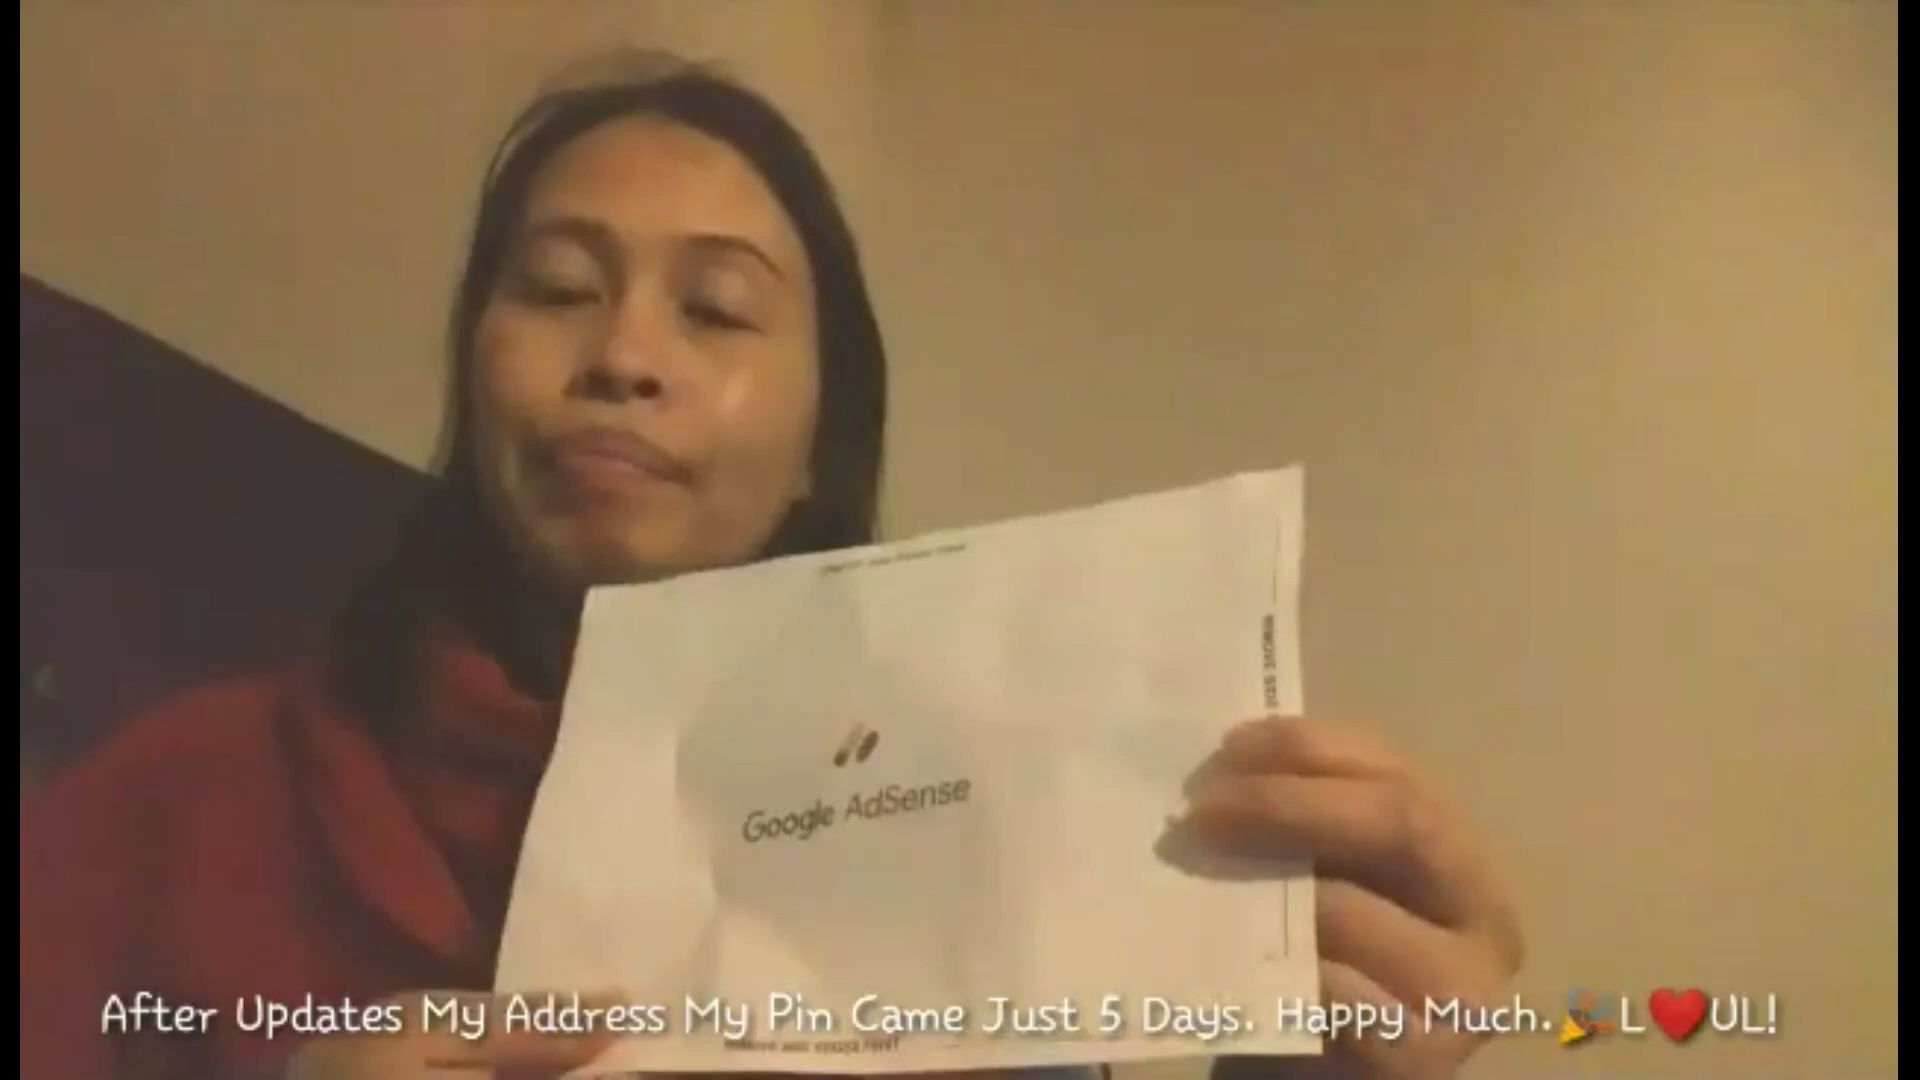 Google AdSense
After Updates My Address My Pin Came Just 5 Days. Happy Much.🎉L❤️UL!